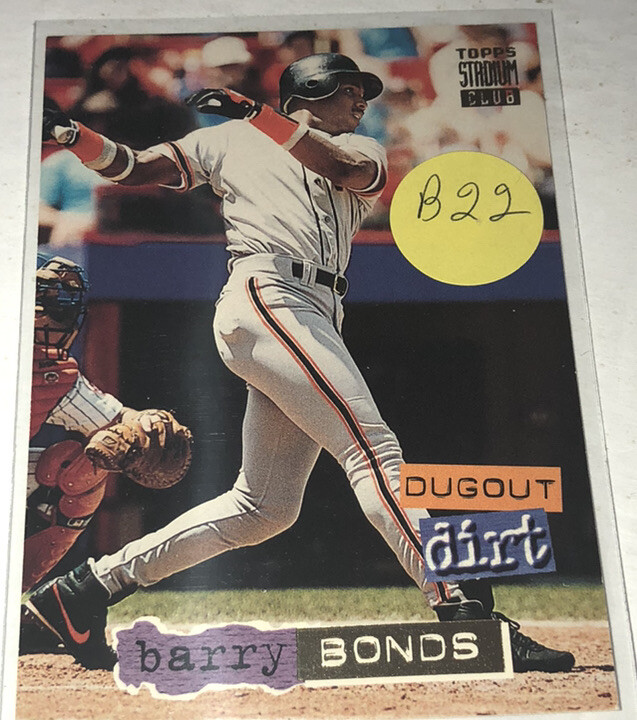 TOPPS
STADIUM
CLUB
B22
DUGOUT
dirt
barry BONDS